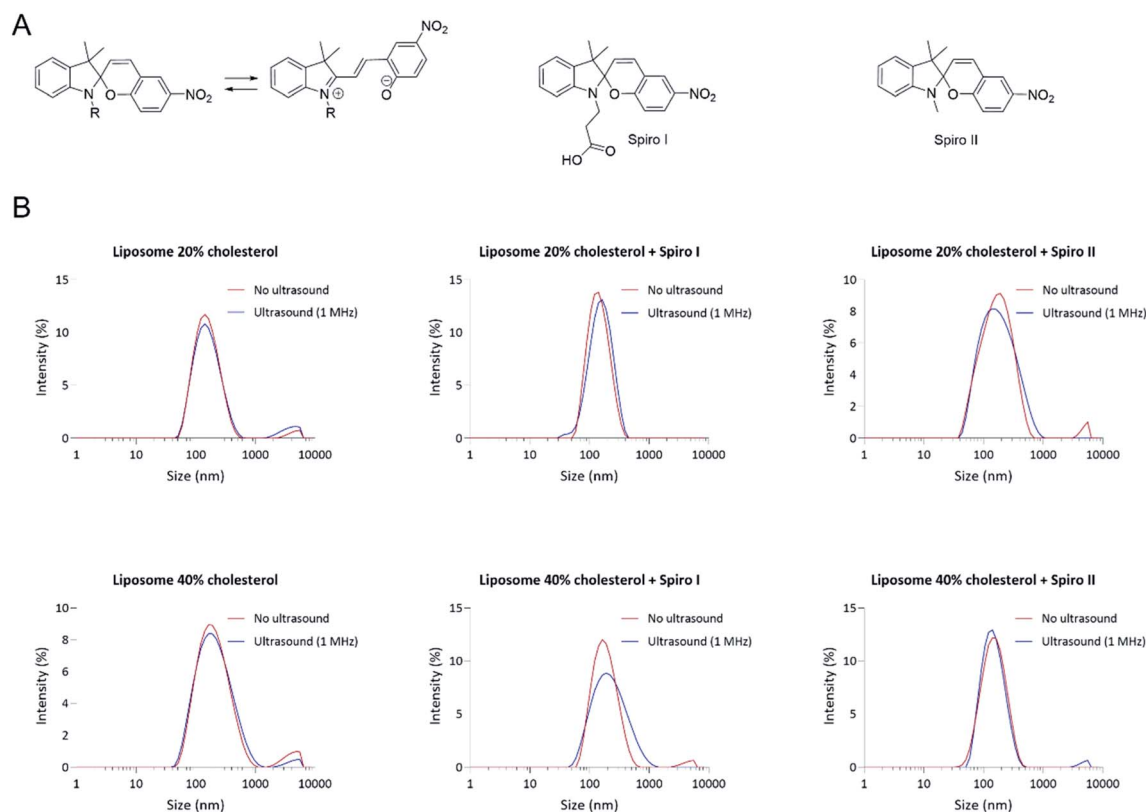 A
NO₂
NO₂
N
O
R
N
⊕
R
⊖
O
N
O
NO₂
HO
O
Spiro I
N
O
NO₂
Spiro II
B
Liposome 20% cholesterol
15
10
5
0
Intensity (%)
No ultrasound
Ultrasound (1 MHz)
1 10 100 1000 10000
Size (nm)
Liposome 20% cholesterol + Spiro I
15
10
5
0
Intensity (%)
No ultrasound
Ultrasound (1 MHz)
1 10 100 1000 10000
Size (nm)
Liposome 20% cholesterol + Spiro II
10
8
6
4
2
0
Intensity (%)
No ultrasound
Ultrasound (1 MHz)
1 10 100 1000 10000
Size (nm)
Liposome 40% cholesterol
10
8
6
4
2
0
Intensity (%)
No ultrasound
Ultrasound (1 MHz)
1 10 100 1000 10000
Size (nm)
Liposome 40% cholesterol + Spiro I
15
10
5
0
Intensity (%)
No ultrasound
Ultrasound (1 MHz)
1 10 100 1000 10000
Size (nm)
Liposome 40% cholesterol + Spiro II
15
10
5
0
Intensity (%)
No ultrasound
Ultrasound (1 MHz)
1 10 100 1000 10000
Size (nm)